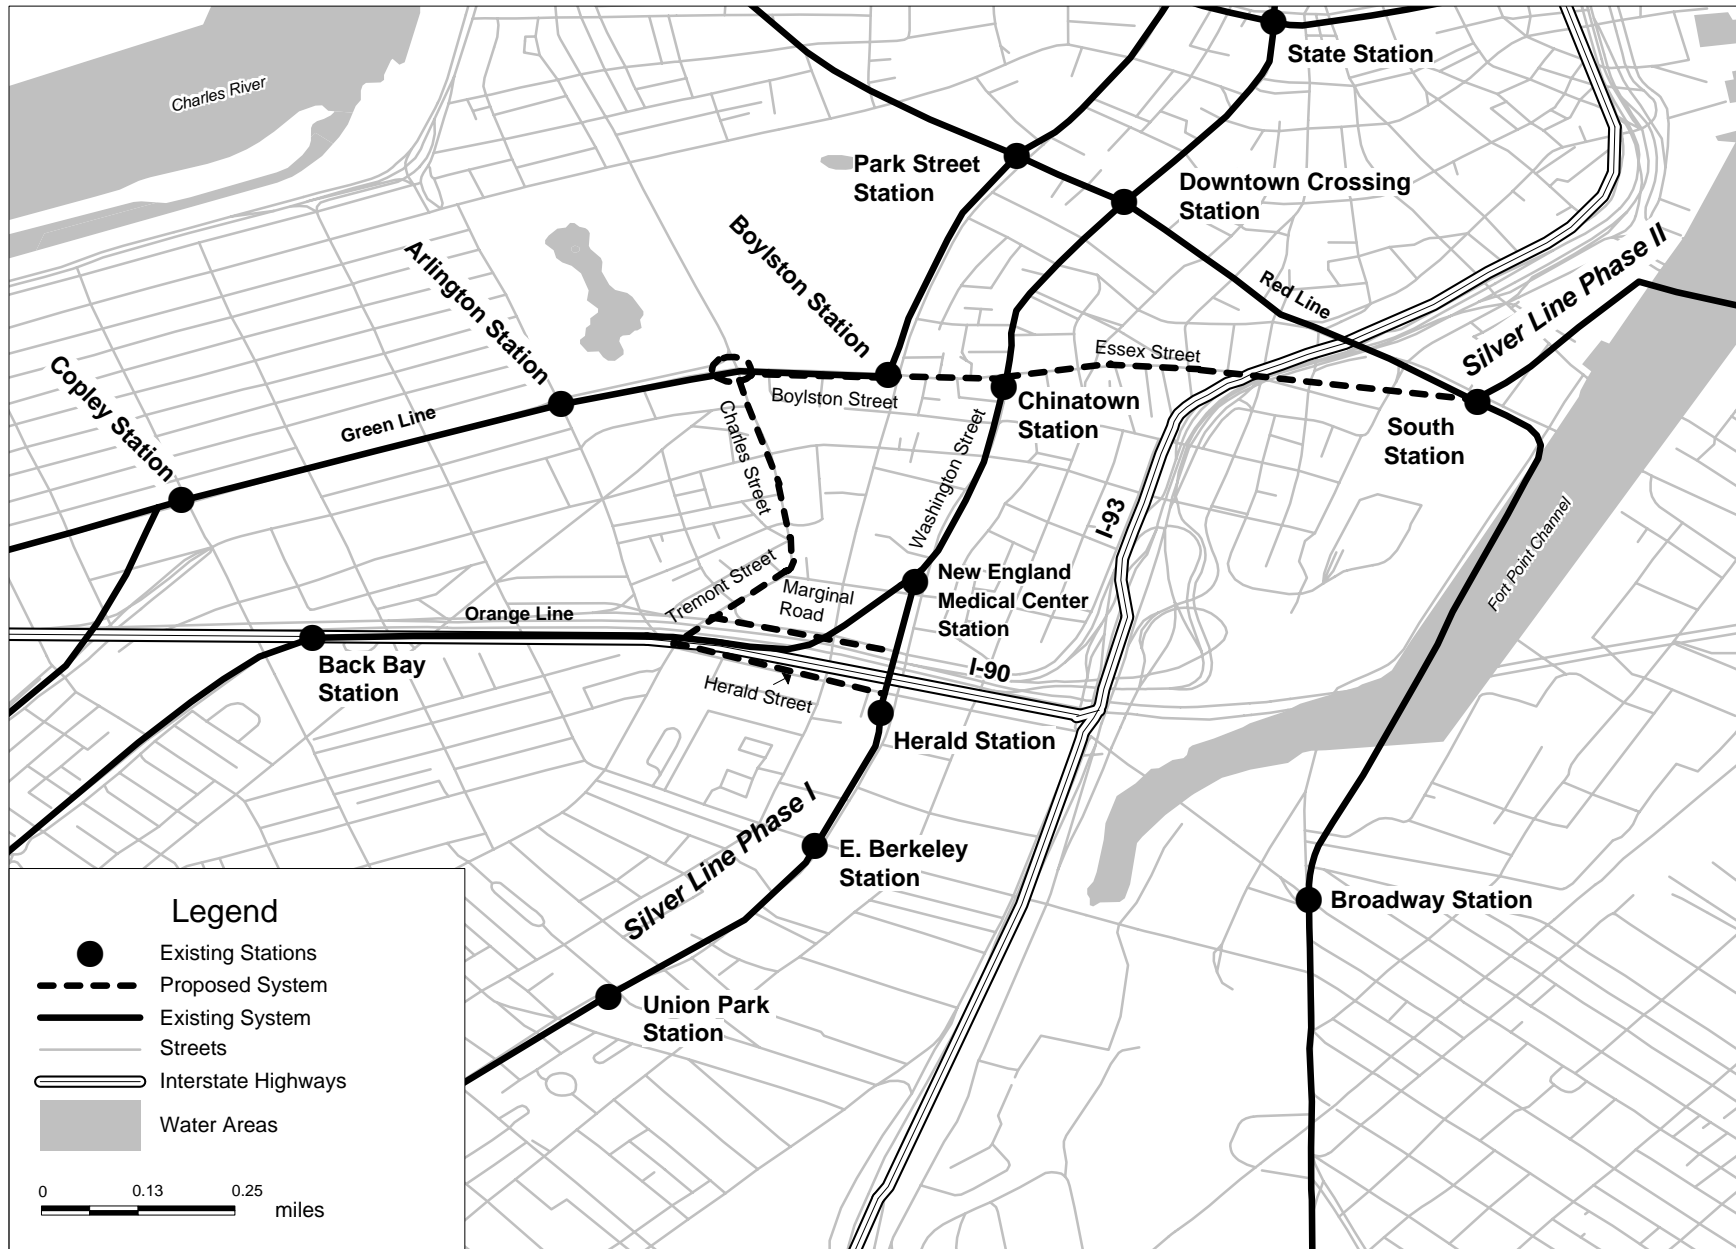 State Station
Charles River
Park Street
Station
Downtown Crossing
Station
Boylston Station
Arlington Station
Silver Line Phase II
Red Line
Essex Street
Copley Station
Green Line
Boylston Street
Chinatown
Station
South
Station
Charles Street
Washington Street
I-93
Fort Point Channel
Tremont Street
Marginal
Road
New England
Medical Center
Station
Orange Line
Back Bay
Station
I-90
Herald Street
Herald Station
Silver Line Phase I
E. Berkeley
Station
Broadway Station
Union Park
Station
Legend
Existing Stations
Proposed System
Existing System
Streets
Interstate Highways
Water Areas
0 0.13 0.25
miles